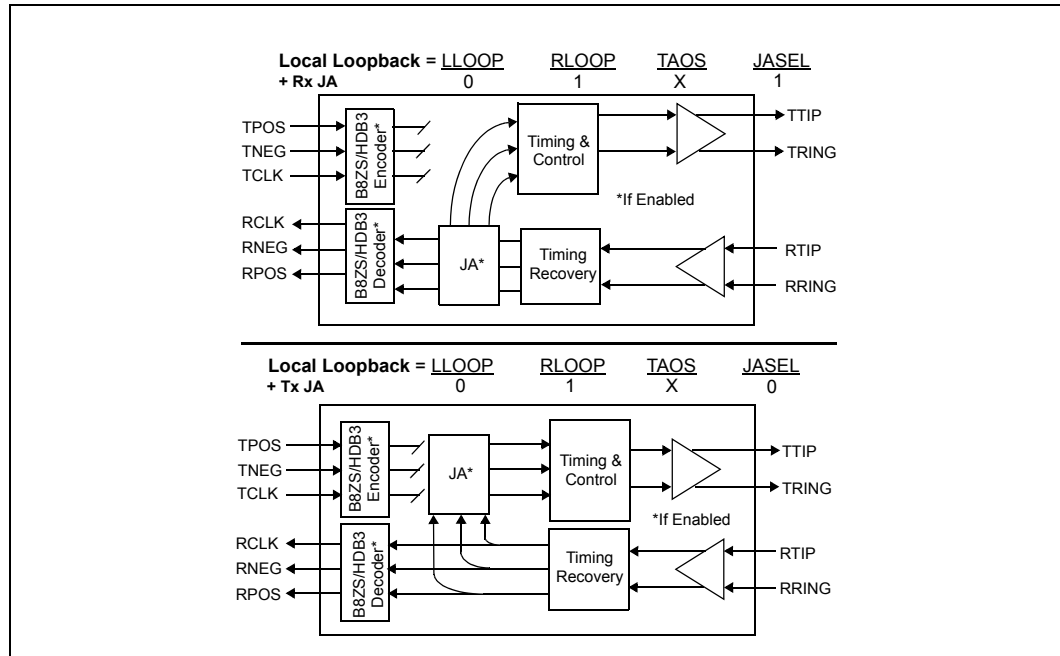 Local Loopback = LLOOP RLOOP TAOS JASEL
+ Rx JA 0 1 X 1
TPOS
TNEG
TCLK
B8ZS/HDB3
Encoder*
Timing &
Control
TTIP
TRING
*If Enabled
RCLK
RNEG
RPOS
B8ZS/HDB3
Decoder*
JA*
Timing
Recovery
RTIP
RRING
Local Loopback = LLOOP RLOOP TAOS JASEL
+ Tx JA 0 1 X 0
TPOS
TNEG
TCLK
B8ZS/HDB3
Encoder*
JA*
Timing &
Control
TTIP
TRING
*If Enabled
RCLK
RNEG
RPOS
B8ZS/HDB3
Decoder*
Timing
Recovery
RTIP
RRING